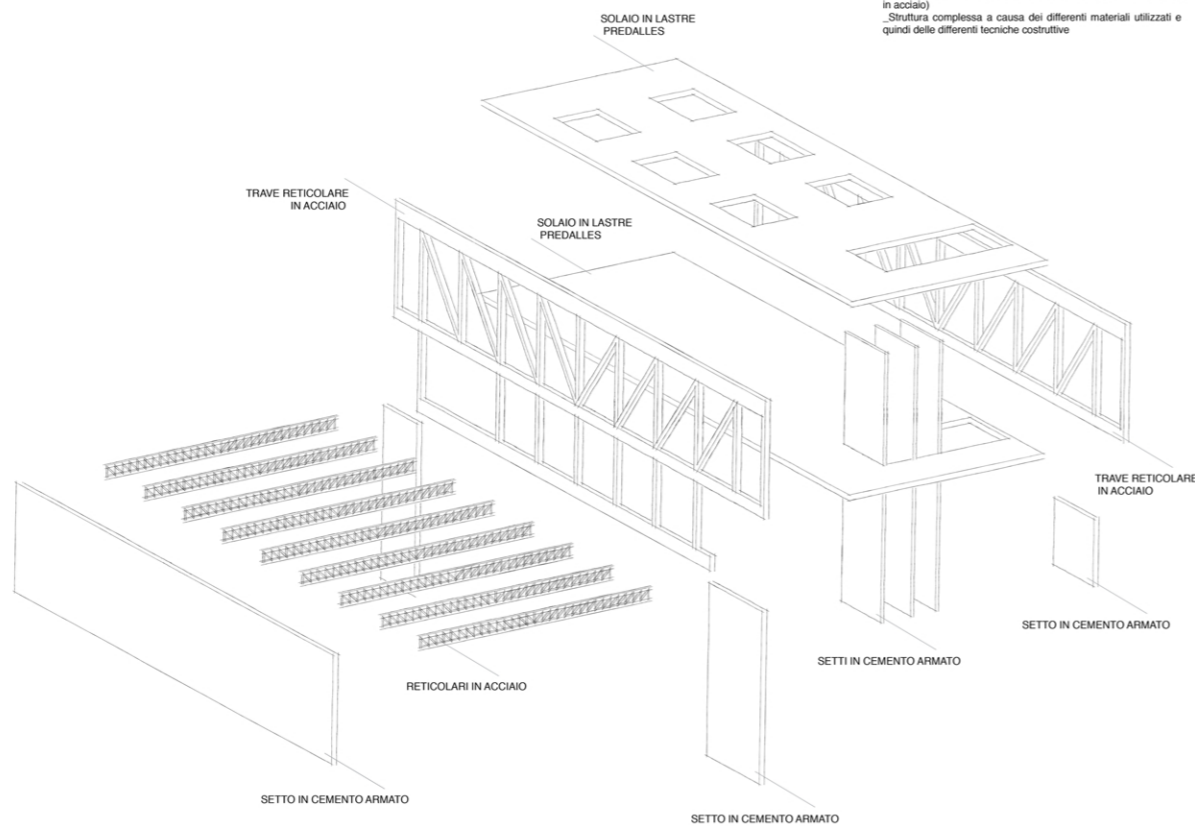 in acciaio)
_Struttura complessa a causa dei differenti materiali utilizzati e
quindi delle differenti tecniche costruttive
SOLAIO IN LASTRE
PREDALLES
TRAVE RETICOLARE
IN ACCIAIO
SOLAIO IN LASTRE
PREDALLES
TRAVE RETICOLARE
IN ACCIAIO
SETTO IN CEMENTO ARMATO
SETTI IN CEMENTO ARMATO
RETICOLARI IN ACCIAIO
SETTO IN CEMENTO ARMATO
SETTO IN CEMENTO ARMATO